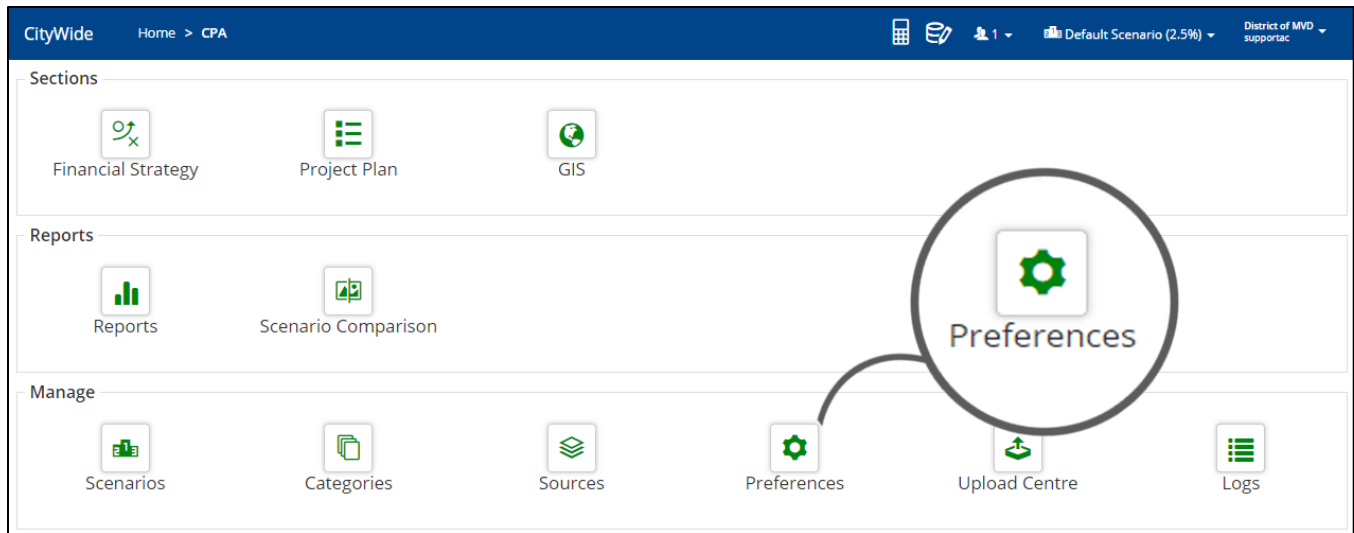 CityWide Home > CPA 1 Default Scenario (2.5%) District of MVD
supportac
Sections
Financial Strategy Project Plan GIS
Reports
Reports Scenario Comparison
Preferences
Manage
Scenarios Categories Sources Preferences Upload Centre Logs